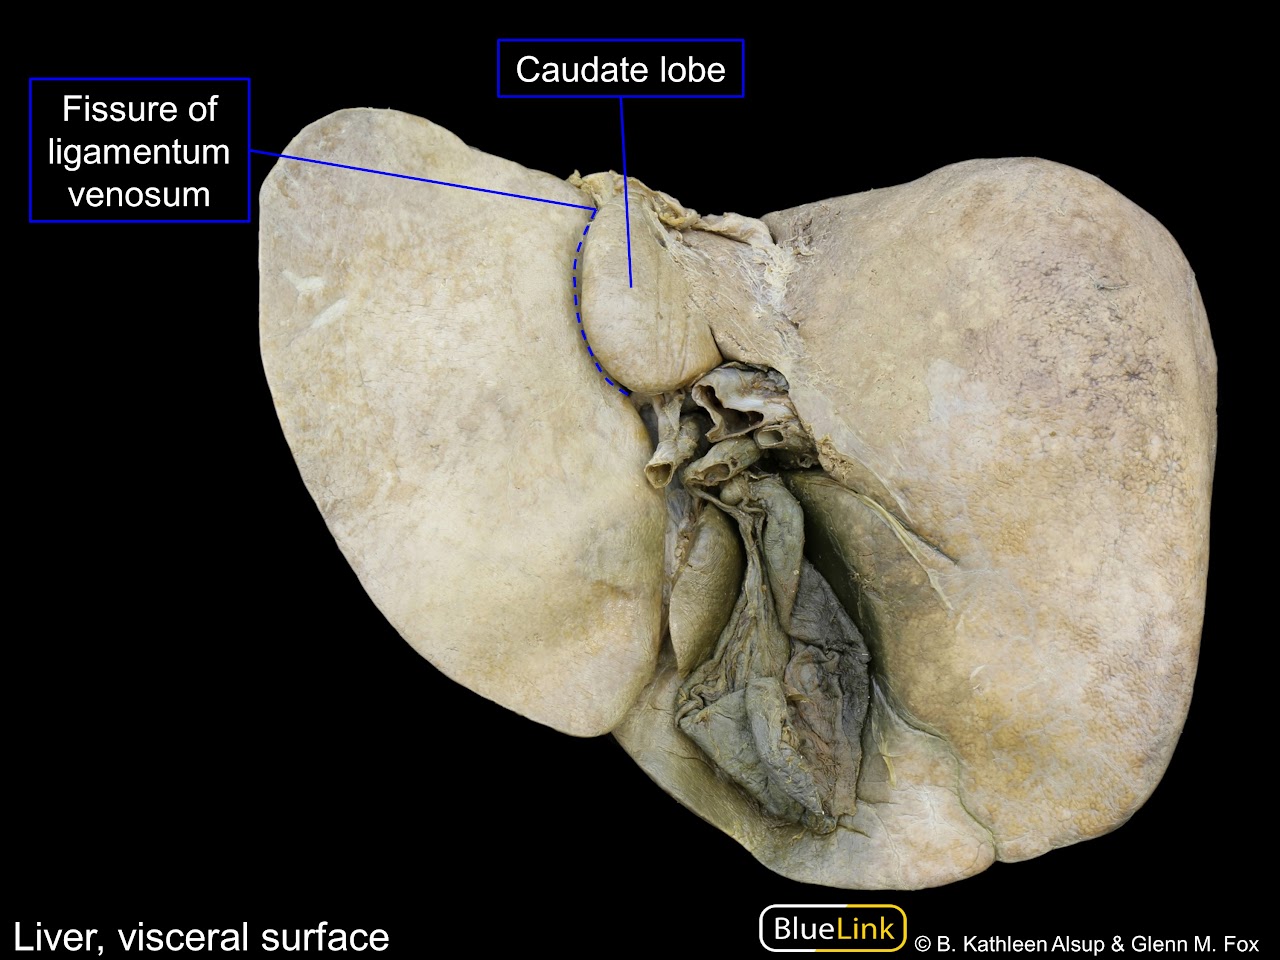 Caudate lobe
Fissure of
ligamentum
venosum
Liver, visceral surface
BlueLink
© B. Kathleen Alsup & Glenn M. Fox